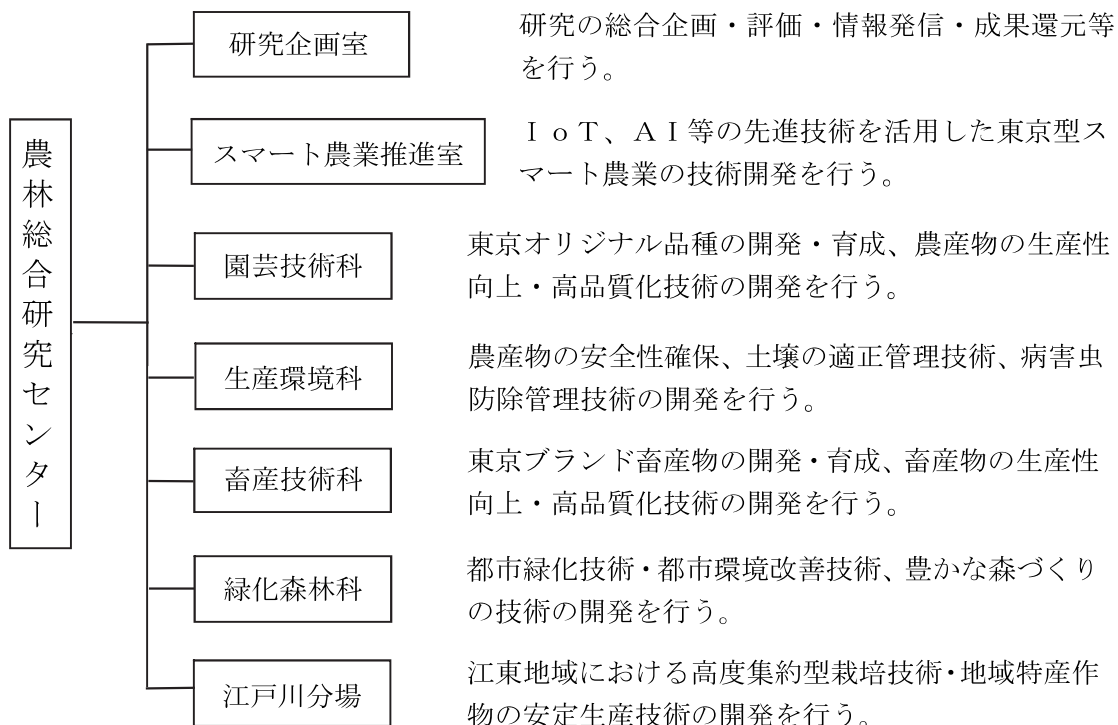 農林総合研究センター
研究企画室
研究の総合企画・評価・情報発信・成果還元等
を行う。
スマート農業推進室
ＩｏＴ、ＡＩ等の先進技術を活用した東京型ス
マート農業の技術開発を行う。
園芸技術科
東京オリジナル品種の開発・育成、農産物の生産性
向上・高品質化技術の開発を行う。
生産環境科
農産物の安全性確保、土壌の適正管理技術、病害虫
防除管理技術の開発を行う。
畜産技術科
東京ブランド畜産物の開発・育成、畜産物の生産性
向上・高品質化技術の開発を行う。
緑化森林科
都市緑化技術・都市環境改善技術、豊かな森づくり
の技術の開発を行う。
江戸川分場
江東地域における高度集約型栽培技術・地域特産作
物の安定生産技術の開発を行う。